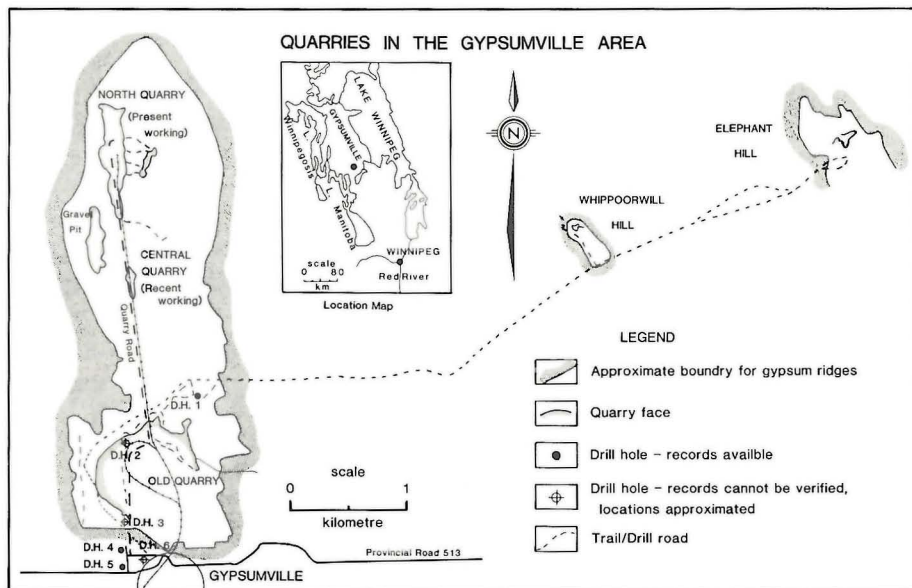 QUARRIES IN THE GYPSUMVILLE AREA
NORTH QUARRY
(Present
working)
Gravel
Pit
CENTRAL
QUARRY
(Recent
working)
Quarry Road
D.H. 1
D.H. 2
OLD QUARRY
D.H. 3
D.H. 4
D.H. 5
D.H. 6
GYPSUMVILLE
Provincial Road 513
LAKE
WINNIPEG
GYPSUMVILLE
Winnipegosis
L.
Manitoba
WINNIPEG
Red River
scale
0 80
km
Location Map
N
ELEPHANT
HILL
WHIPPOORWILL
HILL
scale
0 1
kilometre
LEGEND
Approximate boundry for gypsum ridges
Quarry face
Drill hole – records availble
Drill hole – records cannot be verified,
locations approximated
Trail/Drill road